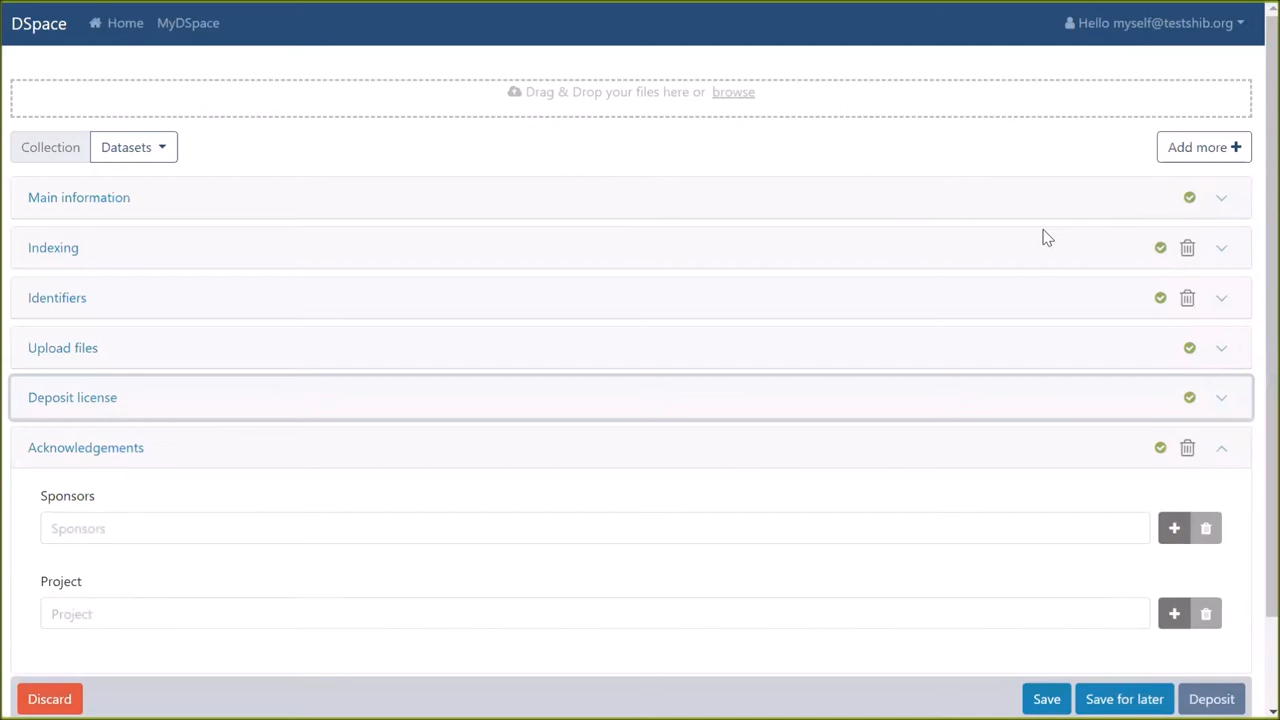 DSpace Home MyDSpace Hello myself@testshib.org
Drag & Drop your files here or browse
Collection Datasets Add more
Main information
Indexing
Identifiers
Upload files
Deposit license
Acknowledgements
Sponsors
Sponsors
Project
Project
Discard Save Save for later Deposit